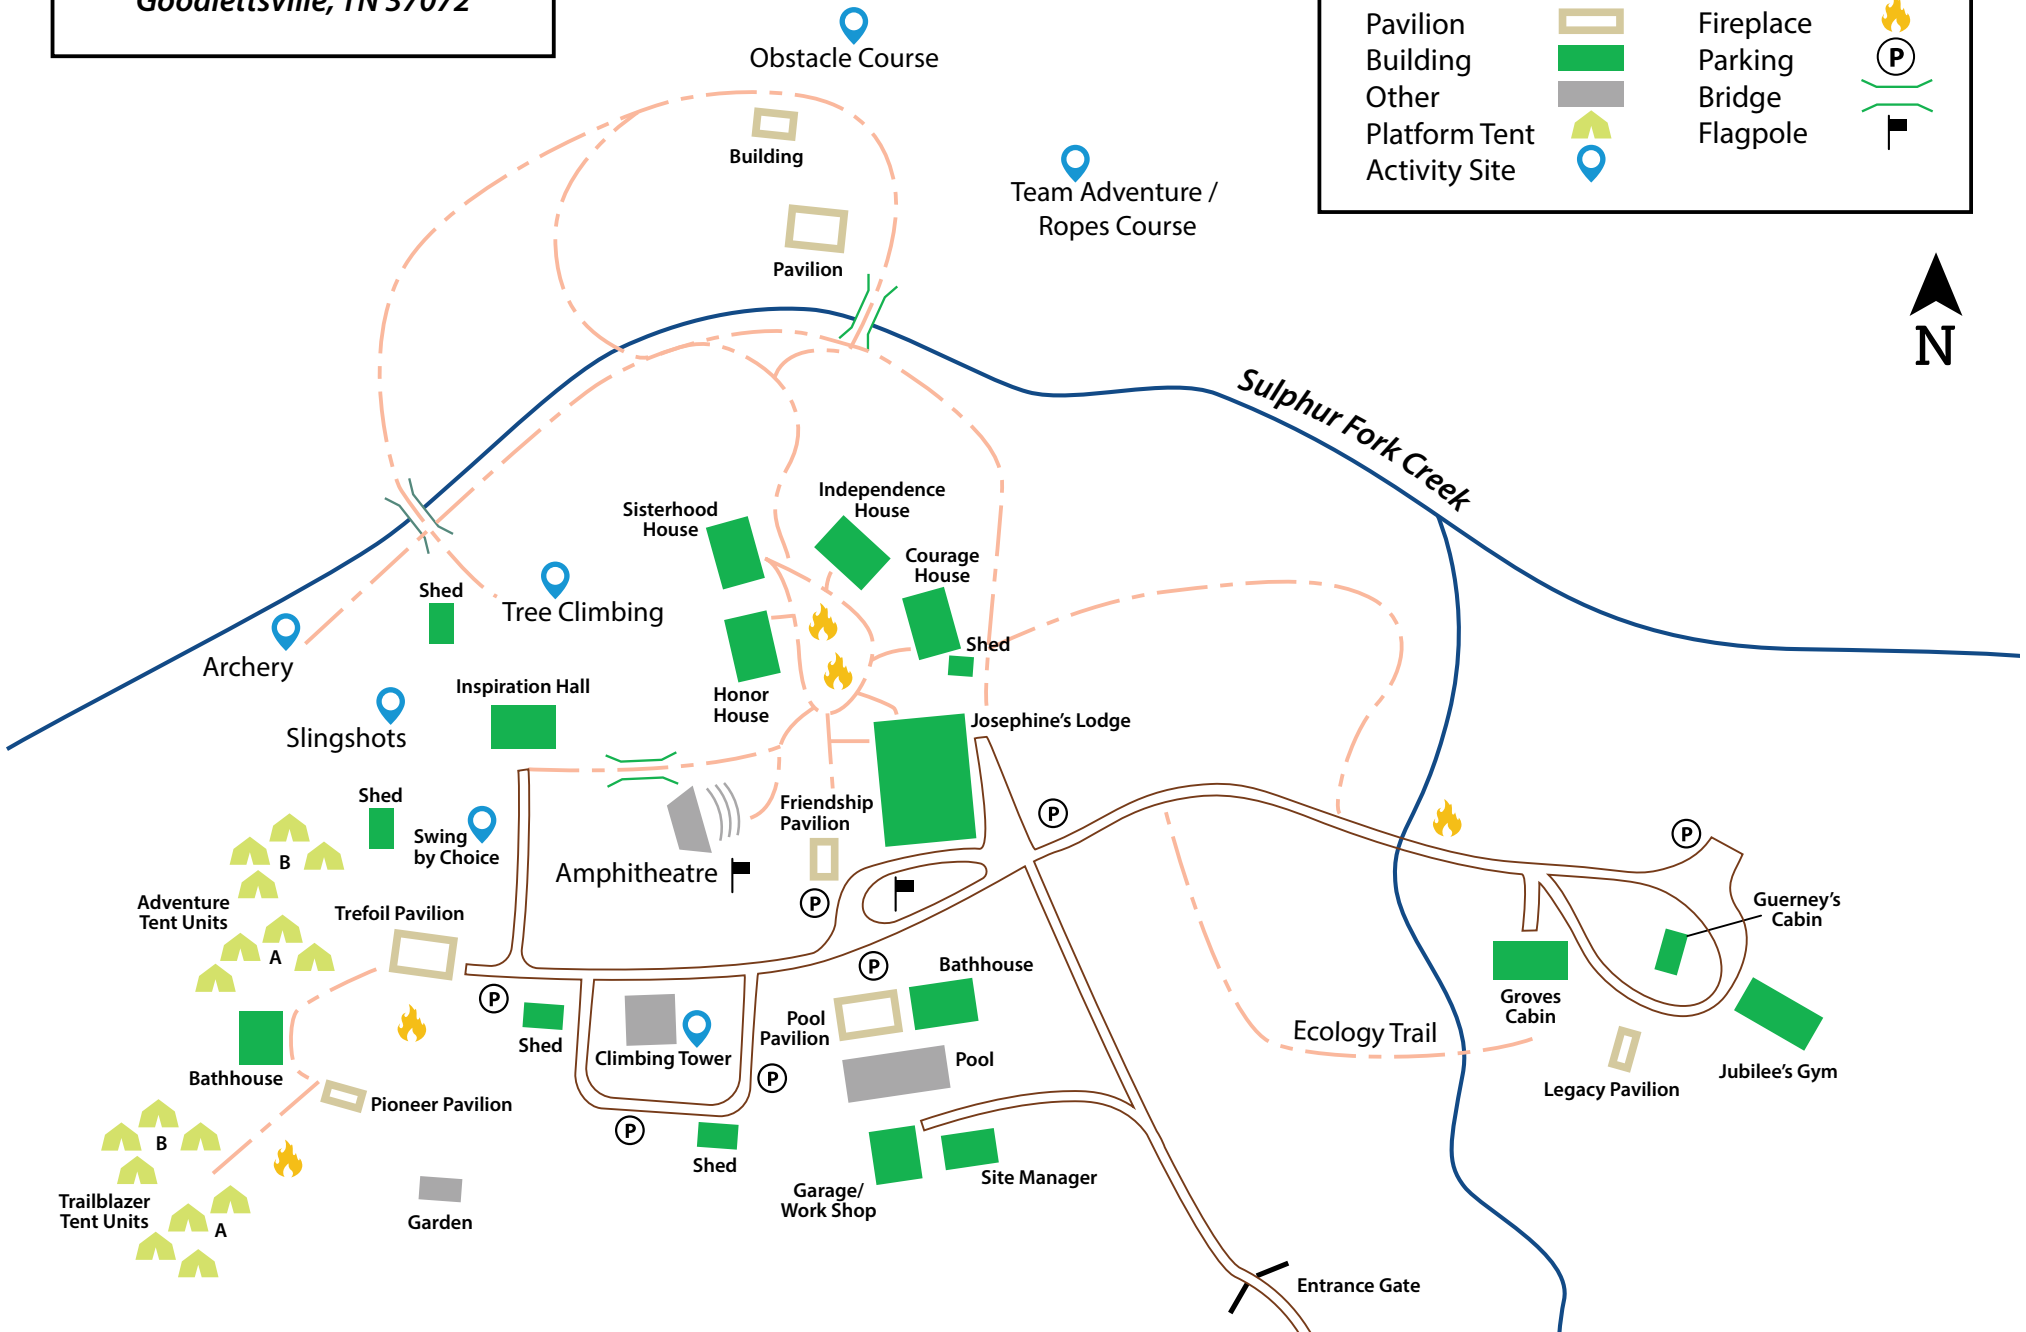 Goodlettsville, TN 37072
Pavilion
Building
Other
Platform Tent
Activity Site
Fireplace
Parking
P
Bridge
Flagpole
N
Obstacle Course
Building
Team Adventure /
Ropes Course
Pavilion
Sulphur Fork Creek
Independence
House
Sisterhood
House
Courage
House
Shed
Tree Climbing
Shed
Archery
Inspiration Hall
Honor
House
Josephine's Lodge
Slingshots
Shed
Swing
by Choice
Friendship
Pavilion
P
P
B
Amphitheatre
Adventure
Tent Units
Trefoil Pavilion
P
Guerney's
Cabin
A
P
Bathhouse
P
Groves
Cabin
Pool
Pavilion
Ecology Trail
Shed
Climbing Tower
Pool
Bathhouse
P
Jubilee's Gym
Legacy Pavilion
Pioneer Pavilion
P
B
Shed
Site Manager
Trailblazer
Tent Units
A
Garage/
Work Shop
Garden
Entrance Gate